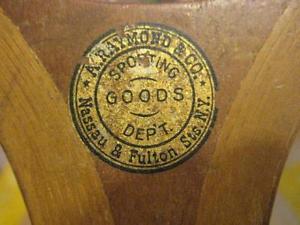 A. RAYMOND & CO.
SPORTING
GOODS
DEPT.
Nassau & Fulton Sts. N.Y.